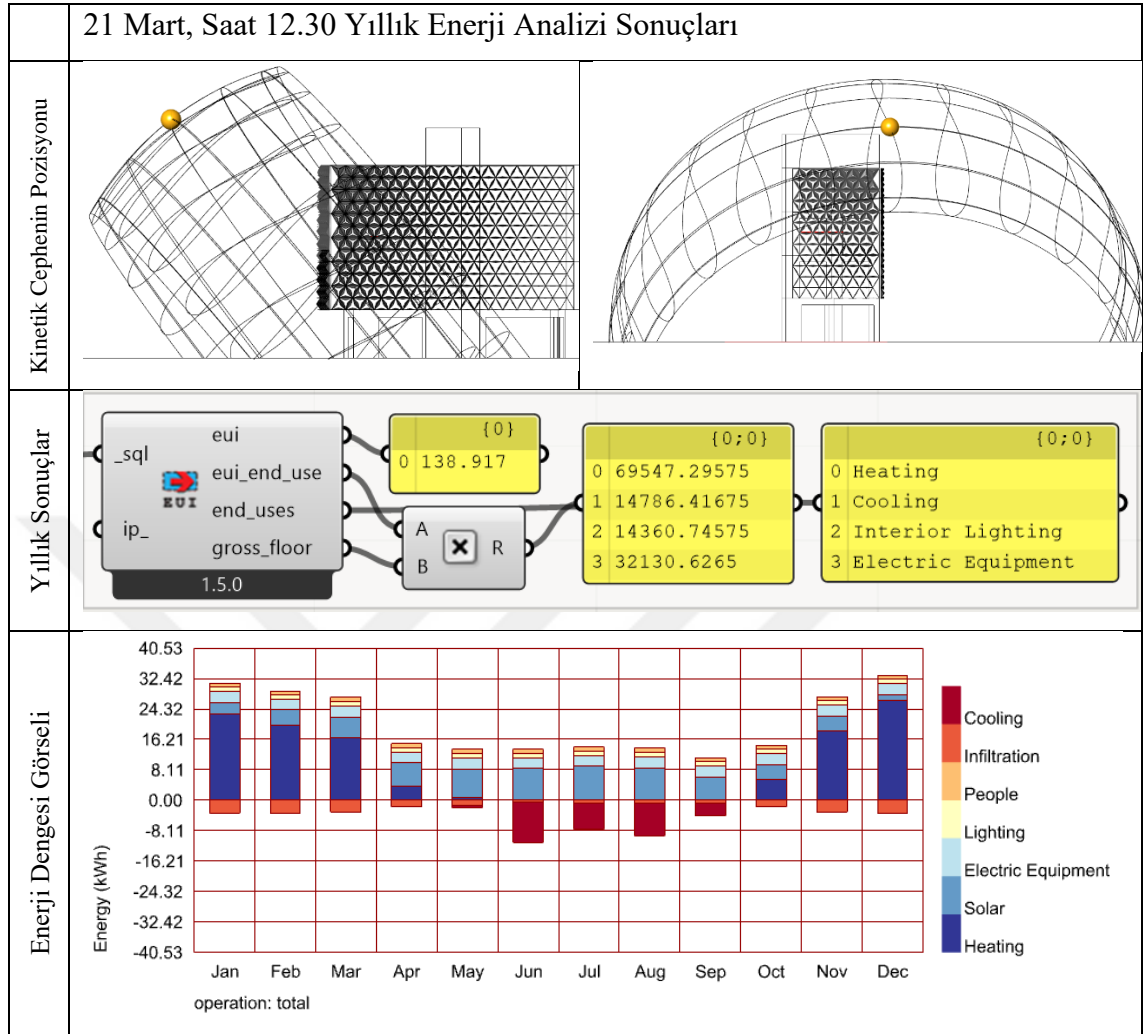 21 Mart, Saat 12.30 Yıllık Enerji Analizi Sonuçları
Kinetik Cephenin Pozisyonu
Yıllık Sonuçlar
_sql
ip_
EUI
eui
eui_end_use
end_uses
gross_floor
1.5.0
{0}
0 138.917
A
B
R
{0;0}
0 69547.29575
1 14786.41675
2 14360.74575
3 32130.6265
{0;0}
0 Heating
1 Cooling
2 Interior Lighting
3 Electric Equipment
Enerji Dengesi Görseli
Energy (kWh)
40.53
32.42
24.32
16.21
8.11
0.00
-8.11
-16.21
-24.32
-32.42
-40.53
Jan Feb Mar Apr May Jun Jul Aug Sep Oct Nov Dec
operation: total
Cooling
Infiltration
People
Lighting
Electric Equipment
Solar
Heating